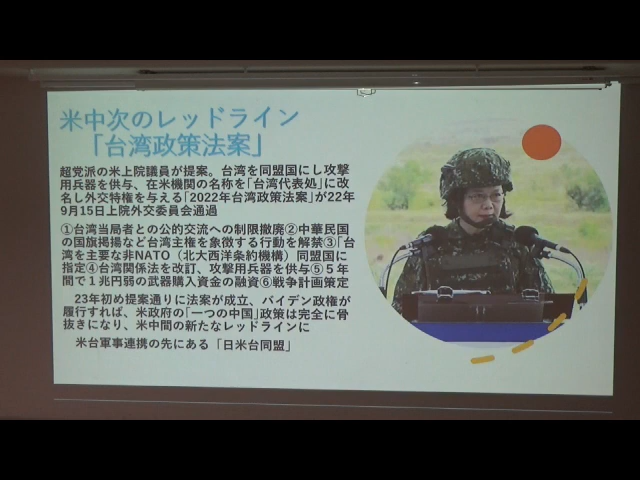 米中次のレッドライン
「台湾政策法案」
超党派の米上院議員が提案。台湾を同盟国にし攻撃
用兵器を供与、在米機関の名称を「台湾代表処」に改
名し外交特権を与える「2022年台湾政策法案」が22年
9月15日上院外交委員会通過
①台湾当局者との公的交流への制限撤廃②中華民国
の国旗掲揚など台湾主権を象徴する行動を解禁③「台
湾を主要な非NATO（北大西洋条約機構）同盟国に
指定④台湾関係法を改訂、攻撃用兵器を供与⑤５年
間で１兆円弱の武器購入資金の融資⑥戦争計画策定
23年初め提案通りに法案が成立、バイデン政権が
履行すれば、米政府の「一つの中国」政策は完全に骨
抜きになり、米中間の新たなレッドラインに
米台軍事連携の先にある「日米台同盟」